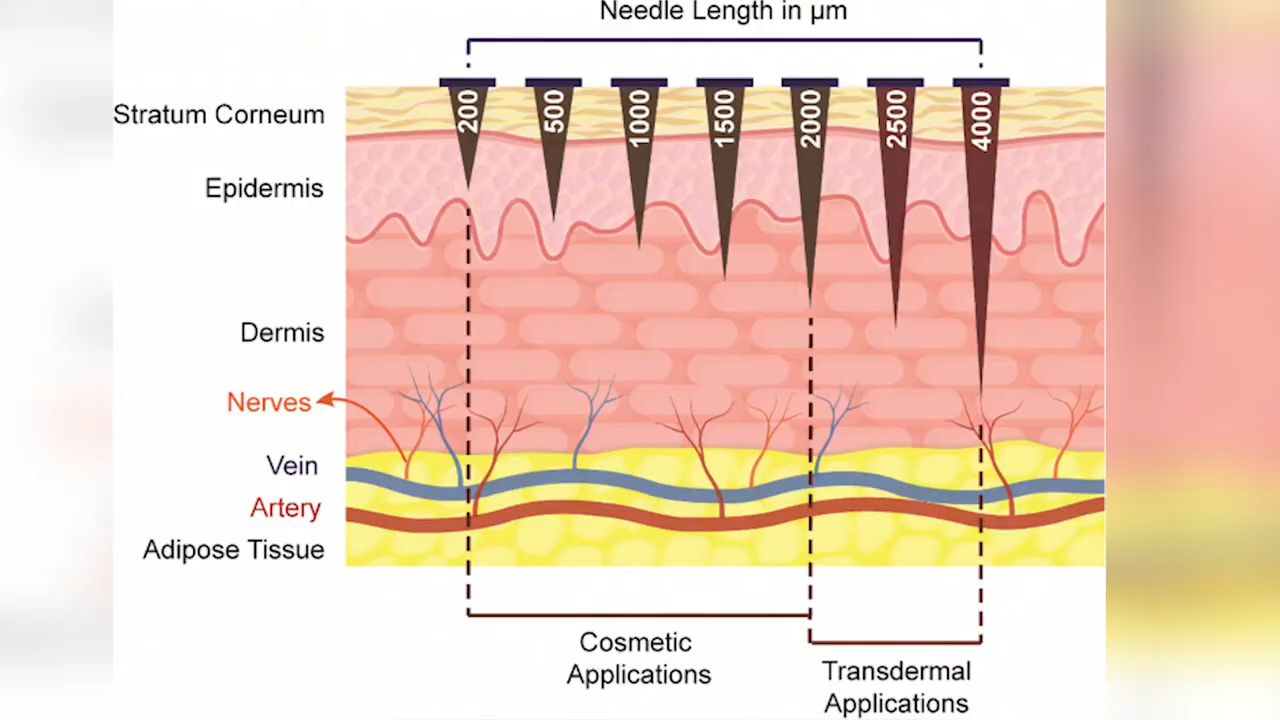 Needle Length in µm
200
500
1000
1500
2000
2500
4000
Stratum Corneum
Epidermis
Dermis
Nerves
Vein
Artery
Adipose Tissue
Cosmetic
Applications
Transdermal
Applications